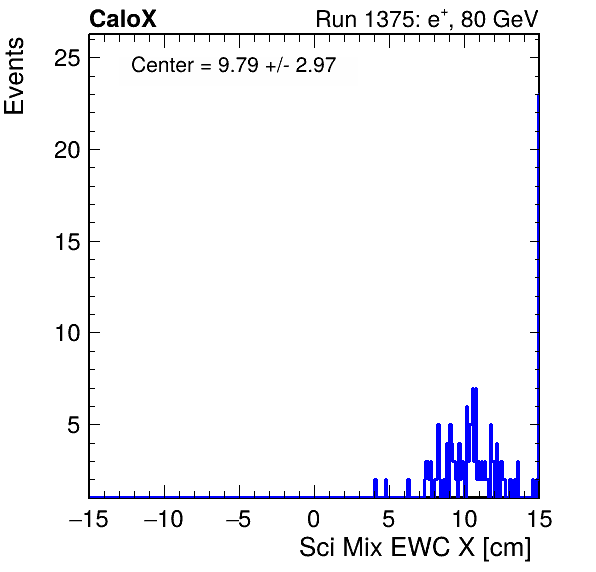 CaloX
Run 1375: e⁺, 80 GeV
Center = 9.79 +/- 2.97
Events
25
20
15
10
5
−15 −10 −5 0 5 10 15
Sci Mix EWC X [cm]